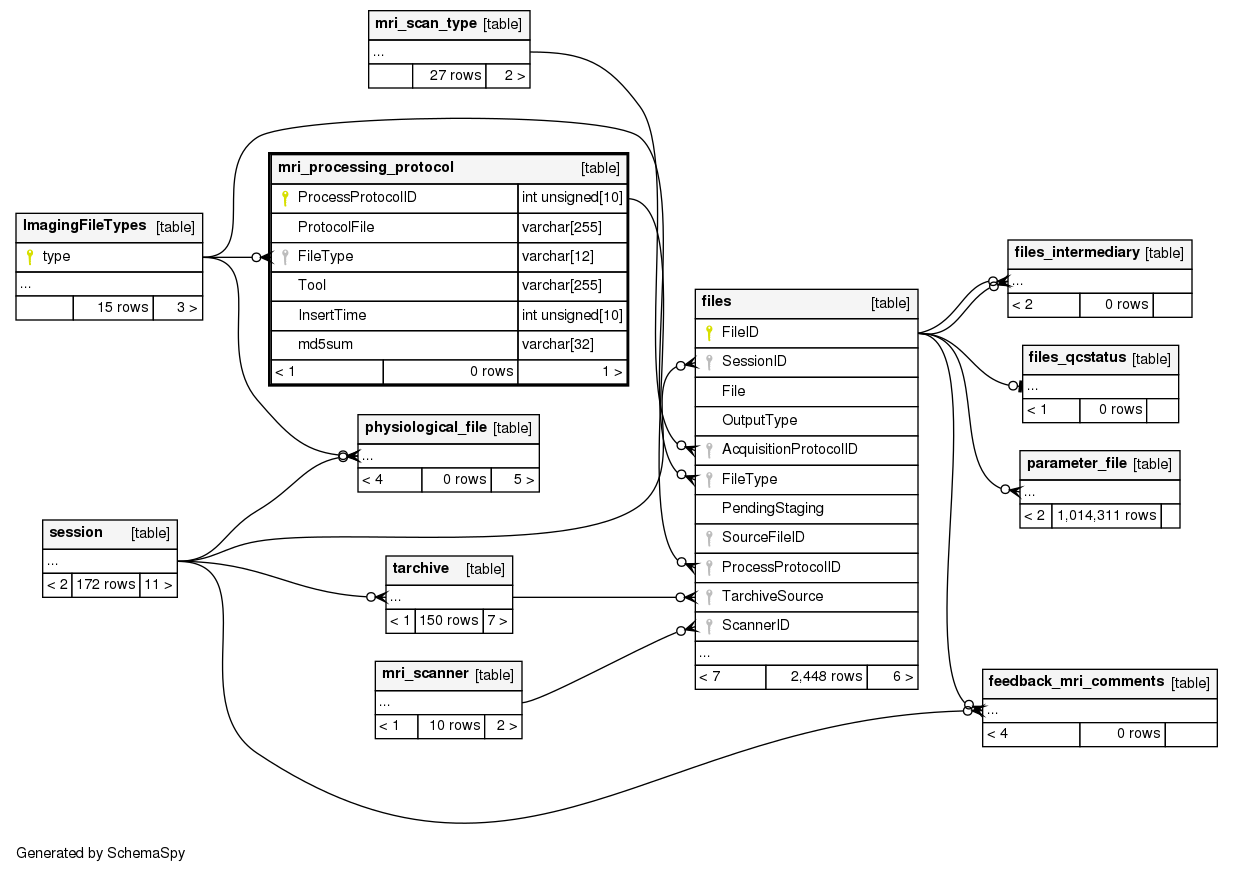 mri_scan_type [table]
...
27 rows 2 >
mri_processing_protocol [table]
ProcessProtocolID int unsigned[10]
ProtocolFile varchar[255]
FileType varchar[12]
Tool varchar[255]
InsertTime int unsigned[10]
md5sum varchar[32]
< 1 0 rows 1 >
ImagingFileTypes [table]
type
...
15 rows 3 >
physiological_file [table]
...
< 4 0 rows 5 >
session [table]
...
< 2 172 rows 11 >
tarchive [table]
...
< 1 150 rows 7 >
mri_scanner [table]
...
< 1 10 rows 2 >
files [table]
FileID
SessionID
File
OutputType
AcquisitionProtocolID
FileType
PendingStaging
SourceFileID
ProcessProtocolID
TarchiveSource
ScannerID
...
< 7 2,448 rows 6 >
files_intermediary [table]
...
< 2 0 rows
files_qcstatus [table]
...
< 1 0 rows
parameter_file [table]
...
< 2 1,014,311 rows
feedback_mri_comments [table]
...
< 4 0 rows
Generated by SchemaSpy